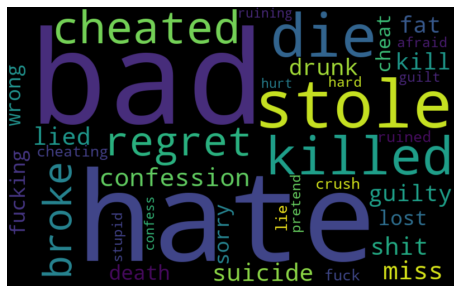 cheated
ruining
die
cheat
fat
afraid
kill
bad
wrong
drunk
hurt
hard
guilt
stole
lied
regret
killed
ruined
cheating
fucking
broke
confession
hate
crush
guilty
pretend
lie
lost
stupid
confess
sorry
shit
death
suicide
fuck
miss